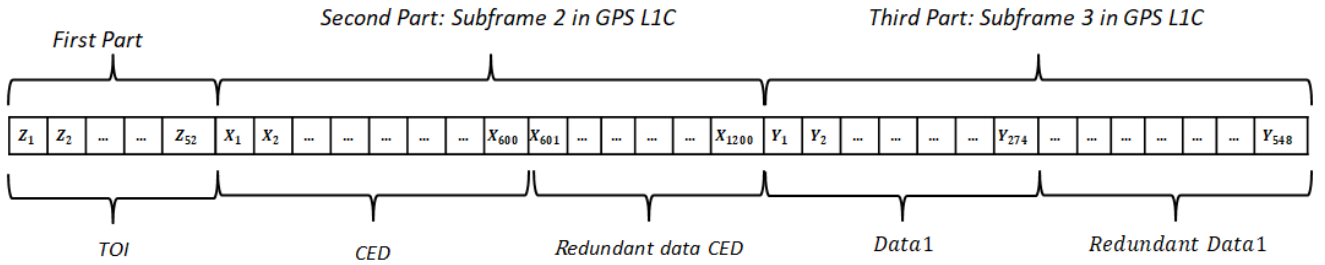 Second Part: Subframe 2 in GPS L1C Third Part: Subframe 3 in GPS L1C
First Part
Z1 Z2 ... ... Z52 X1 X2 ... ... ... ... ... X600 X601 ... ... ... ... X1200 Y1 Y2 ... ... ... ... Y274 ... ... ... ... ... ... Y548
TOI CED Redundant data CED Data1 Redundant Data1